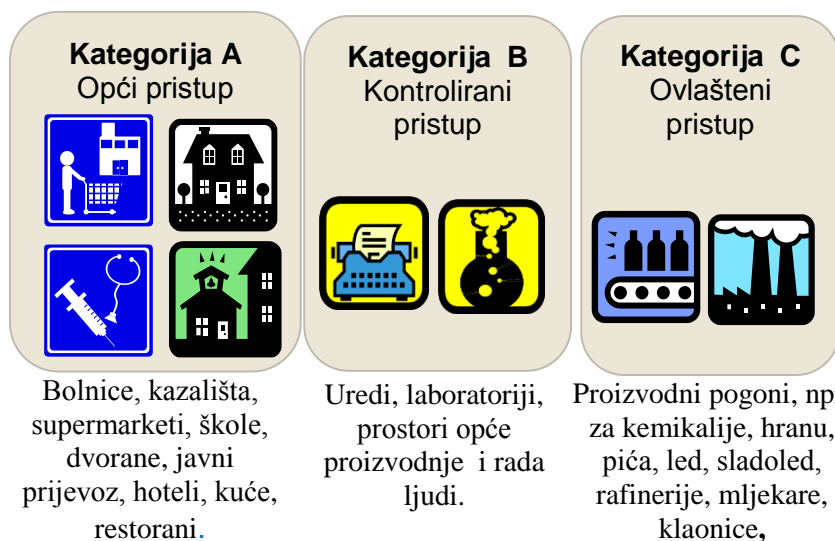 Kategorija A
Opći pristup
Bolnice, kazališta,
supermarketi, škole,
dvorane, javni
prijevoz, hoteli, kuće,
restorani.
Kategorija B
Kontrolirani
pristup
Uredi, laboratoriji,
prostori opće
proizvodnje i rada
ljudi.
Kategorija C
Ovlašteni
pristup
Proizvodni pogoni, npr
za kemikalije, hranu,
pića, led, sladoled,
rafinerije, mljekare,
klaonice,